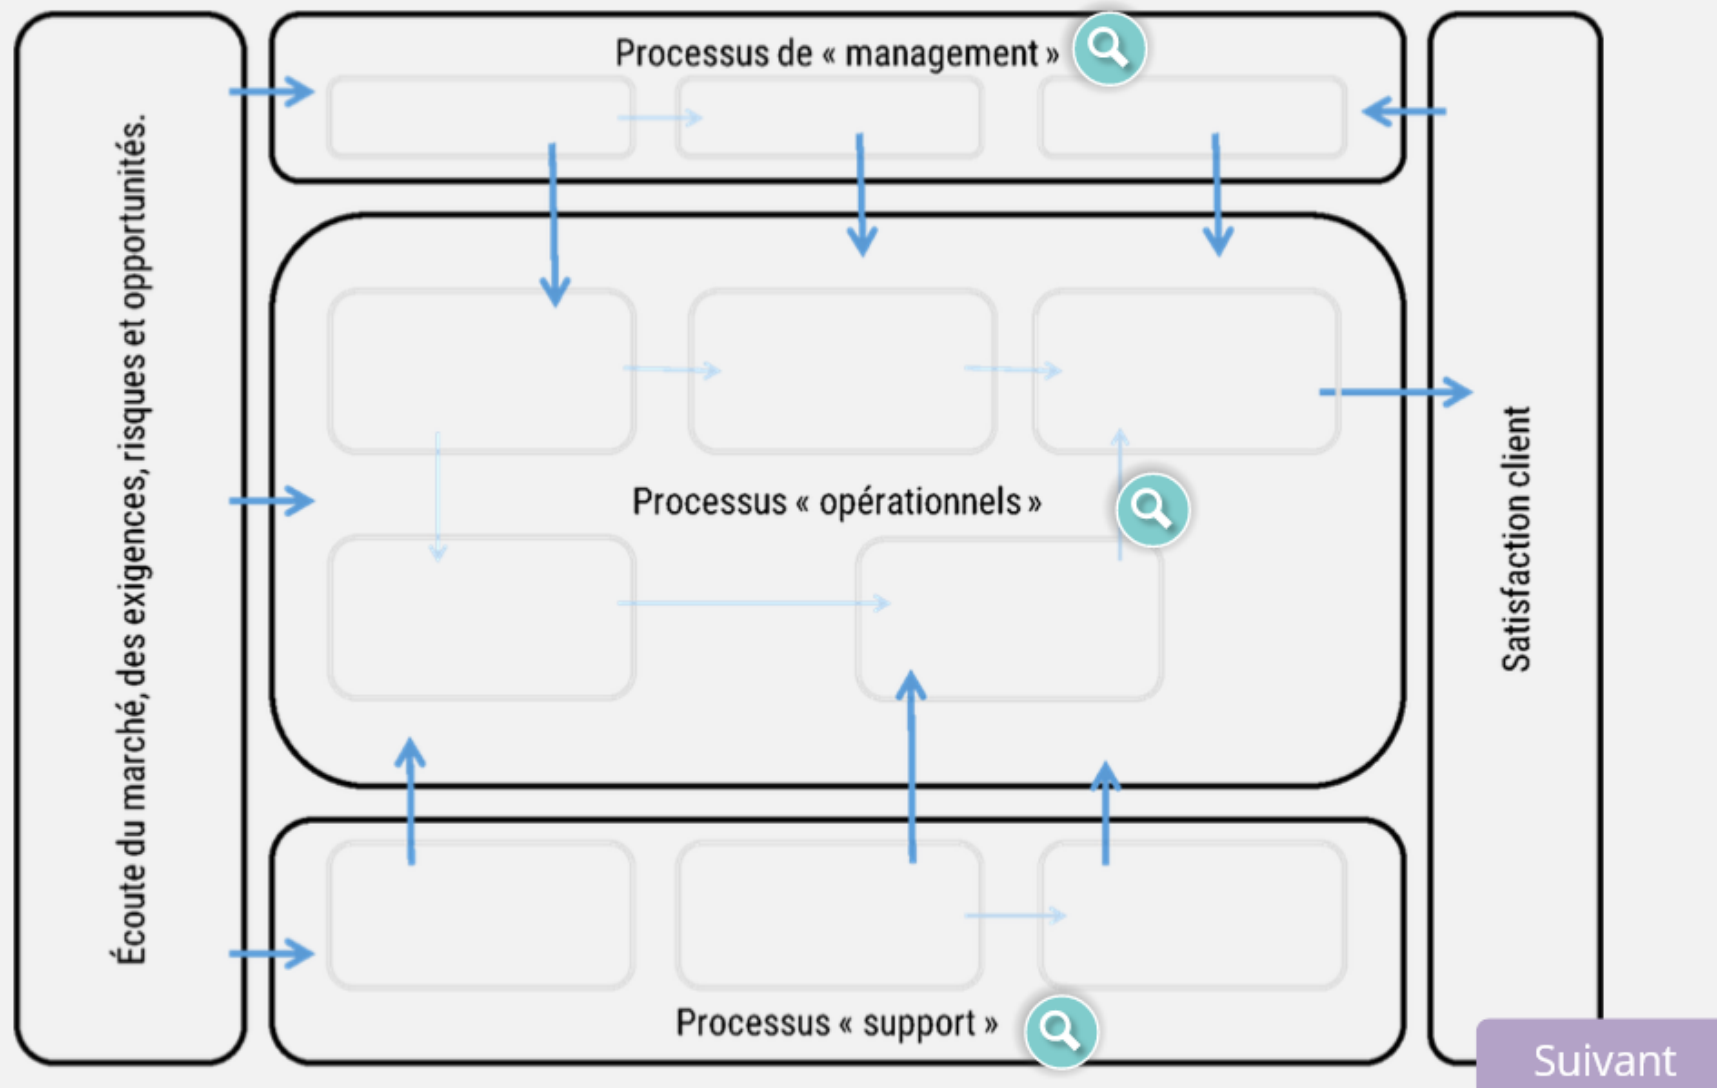 Processus de « management »
Écoute du marché, des exigences, risques et opportunités.
Processus « opérationnels »
Satisfaction client
Processus « support »
Suivant